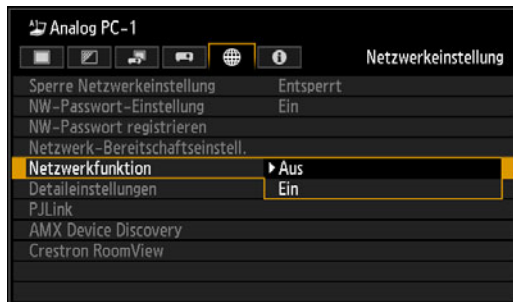 Analog PC-1
Netzwerkeinstellung
Sperre Netzwerkeinstellung Entsperrt
NW-Passwort-Einstellung Ein
NW-Passwort registrieren
Netzwerk-Bereitschaftseinstell.
Netzwerkfunktion Aus
Detaileinstellungen Ein
PJLink
AMX Device Discovery
Crestron RoomView